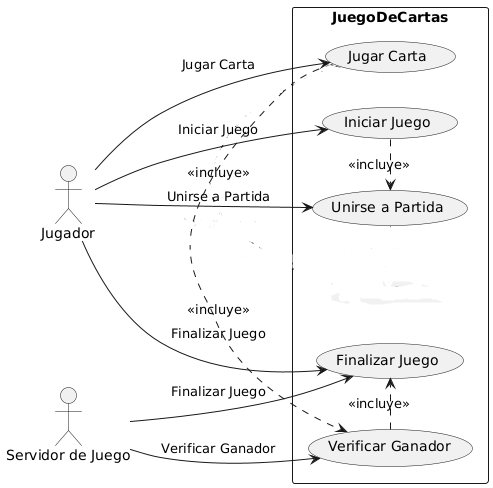 JuegoDeCartas
Jugar Carta
Jugar Carta
Iniciar Juego
Iniciar Juego
«incluye»
«incluye»
Unirse a Partida
Unirse a Partida
Jugador
«incluye»
Finalizar Juego
Finalizar Juego
Finalizar Juego
«incluye»
Servidor de Juego
Verificar Ganador
Verificar Ganador